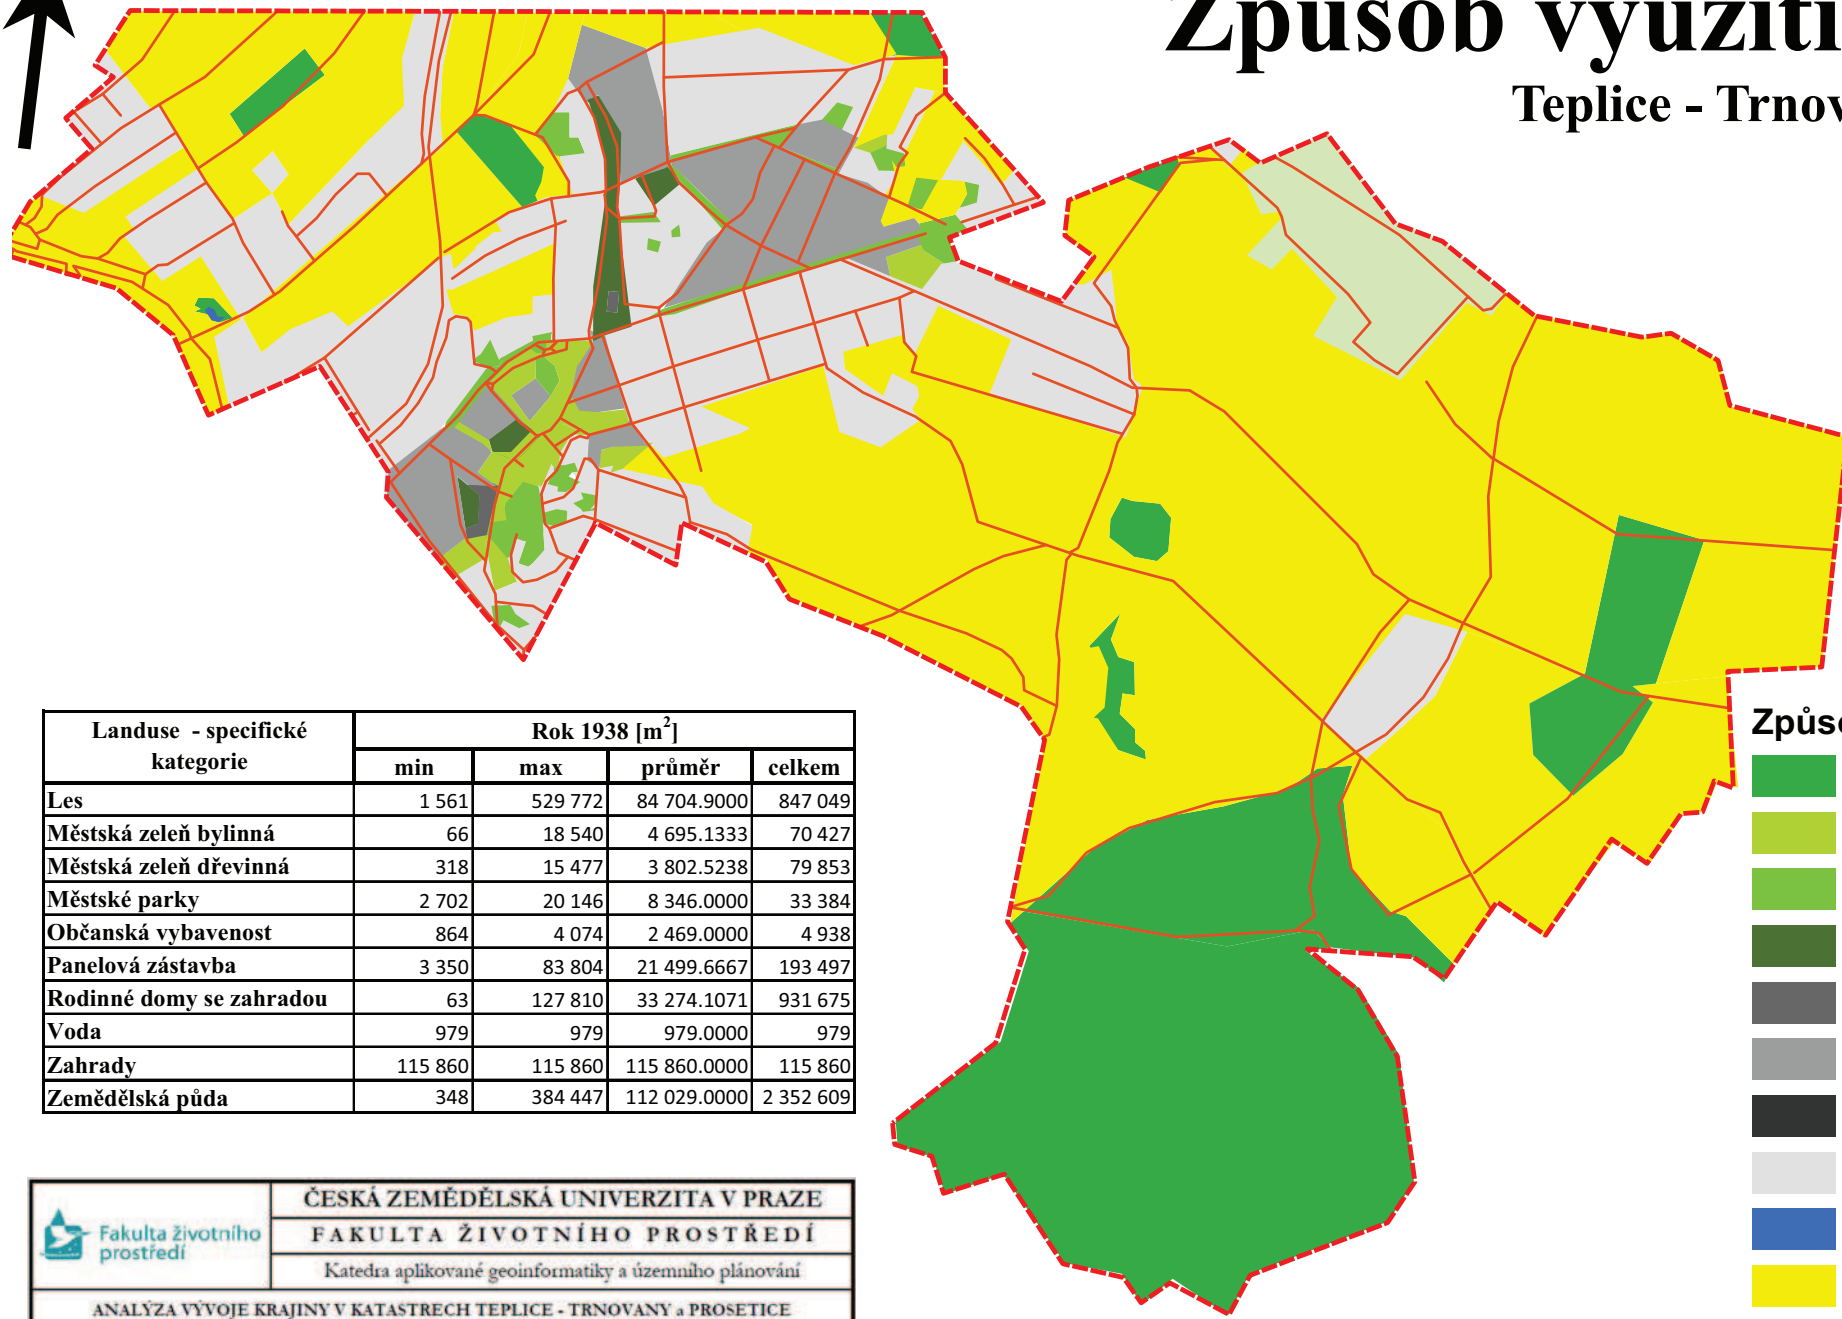 Způsob využití
Teplice - Trnov
Landuse - specifické kategorie Rok 1938 [m²]
min max průměr celkem
Les 1 561 529 772 84 704.9000 847 049
Městská zeleň bylinná 66 18 540 4 695.1333 70 427
Městská zeleň dřevinná 318 15 477 3 802.5238 79 853
Městské parky 2 702 20 146 8 346.0000 33 384
Občanská vybavenost 864 4 074 2 469.0000 4 938
Panelová zástavba 3 350 83 804 21 499.6667 193 497
Rodinné domy se zahradou 63 127 810 33 274.1071 931 675
Voda 979 979 979.0000 979
Zahrady 115 860 115 860 115 860.0000 115 860
Zemědělská půda 348 384 447 112 029.0000 2 352 609
Způso
Fakulta životního
prostředí
ČESKÁ ZEMĚDĚLSKÁ UNIVERZITA V PRAZE
FAKULTA ŽIVOTNÍHO PROSTŘEDÍ
Katedra aplikované geoinformatiky a územního plánování
ANALÝZA VÝVOJE KRAJINY V KATASTRECH TEPLICE - TRNOVANY a PROSETICE